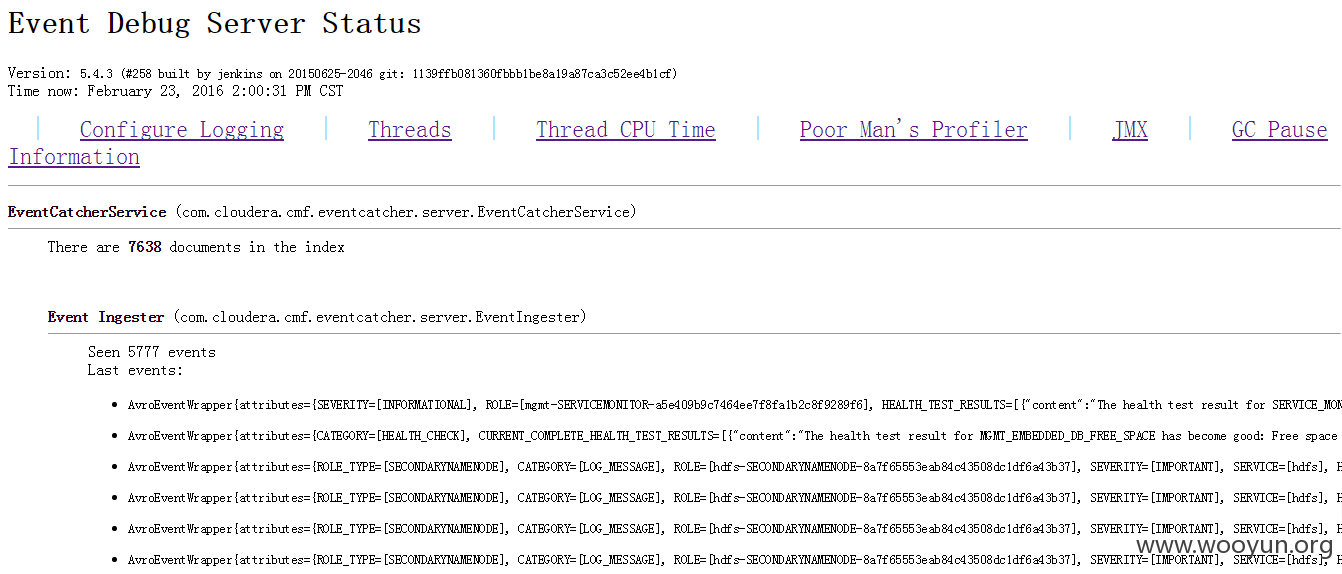 Event Debug Server Status
Version: 5.4.3 (#258 built by jenkins on 20150625-2046 git: 1139ffb081360fbbb1be8a19a87ca3c52ee4b1cf)
Time now: February 23, 2016 2:00:31 PM CST
| Configure Logging | Threads | Thread CPU Time | Poor Man's Profiler | JMX | GC Pause
Information
EventCatcherService (com.cloudera.cmf.eventcatcher.server.EventCatcherService)
There are 7638 documents in the index
Event Ingester (com.cloudera.cmf.eventcatcher.server.EventIngester)
Seen 5777 events
Last events:
• AvroEventWrapper{attributes={SEVERITY=[INFORMATIONAL], ROLE=[mgmt-SERVICEMONITOR-a5e409b9c7464ee7f8fa1b2c8f9289f6], HEALTH_TEST_RESULTS=[{"content":"The health test result for SERVICE_MON
• AvroEventWrapper{attributes={CATEGORY=[HEALTH_CHECK], CURRENT_COMPLETE_HEALTH_TEST_RESULTS=[{"content":"The health test result for MGMT_EMBEDDED_DB_FREE_SPACE has become good: Free space
• AvroEventWrapper{attributes={ROLE_TYPE=[SECONDARYNAMENODE], CATEGORY=[LOG_MESSAGE], ROLE=[hdfs-SECONDARYNAMENODE-8a7f65553eab84c43508dc1df6a43b37], SEVERITY=[IMPORTANT], SERVICE=[hdfs], H
• AvroEventWrapper{attributes={ROLE_TYPE=[SECONDARYNAMENODE], CATEGORY=[LOG_MESSAGE], ROLE=[hdfs-SECONDARYNAMENODE-8a7f65553eab84c43508dc1df6a43b37], SEVERITY=[IMPORTANT], SERVICE=[hdfs], H
• AvroEventWrapper{attributes={ROLE_TYPE=[SECONDARYNAMENODE], CATEGORY=[LOG_MESSAGE], ROLE=[hdfs-SECONDARYNAMENODE-8a7f65553eab84c43508dc1df6a43b37], SEVERITY=[IMPORTANT], SERVICE=[hdfs], H
• AvroEventWrapper{attributes={ROLE_TYPE=[SECONDARYNAMENODE], CATEGORY=[LOG_MESSAGE], ROLE=[hdfs-SECONDARYNAMENODE-8a7f65553eab84c43508dc1df6a43b37], SEVERITY=[IMPORTANT], SERVICE=[hdfs], H
www.wooyun.org